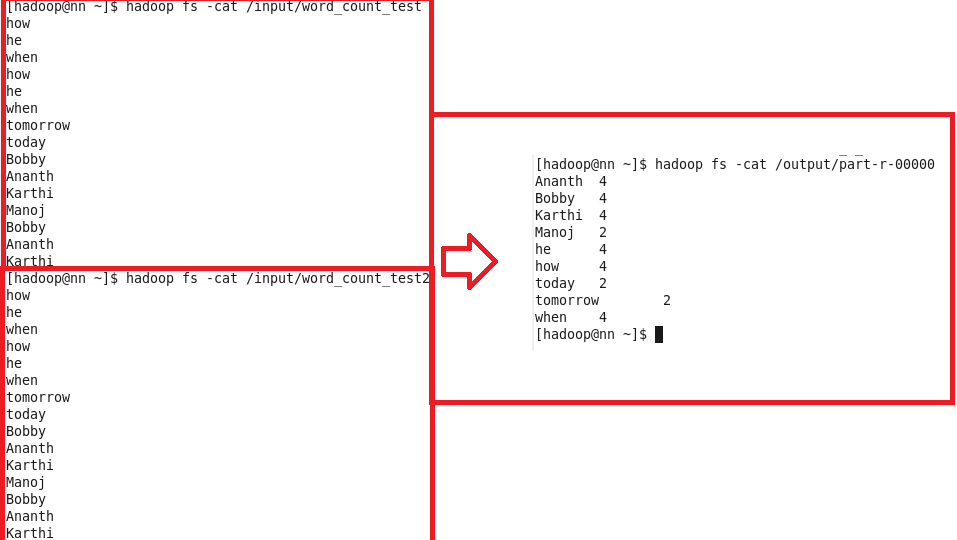 [hadoop@nn ~]$ hadoop fs -cat /input/word_count_test
how
he
when
how
he
when
tomorrow
today
Bobby
Ananth
Karthi
Manoj
Bobby
Ananth
Karthi
[hadoop@nn ~]$ hadoop fs -cat /input/word_count_test2
how
he
when
how
he
when
tomorrow
today
Bobby
Ananth
Karthi
Manoj
Bobby
Ananth
Karthi
[hadoop@nn ~]$ hadoop fs -cat /output/part-r-00000
Ananth  4
Bobby   4
Karthi  4
Manoj   2
he      4
how     4
today   2
tomorrow        2
when    4
[hadoop@nn ~]$